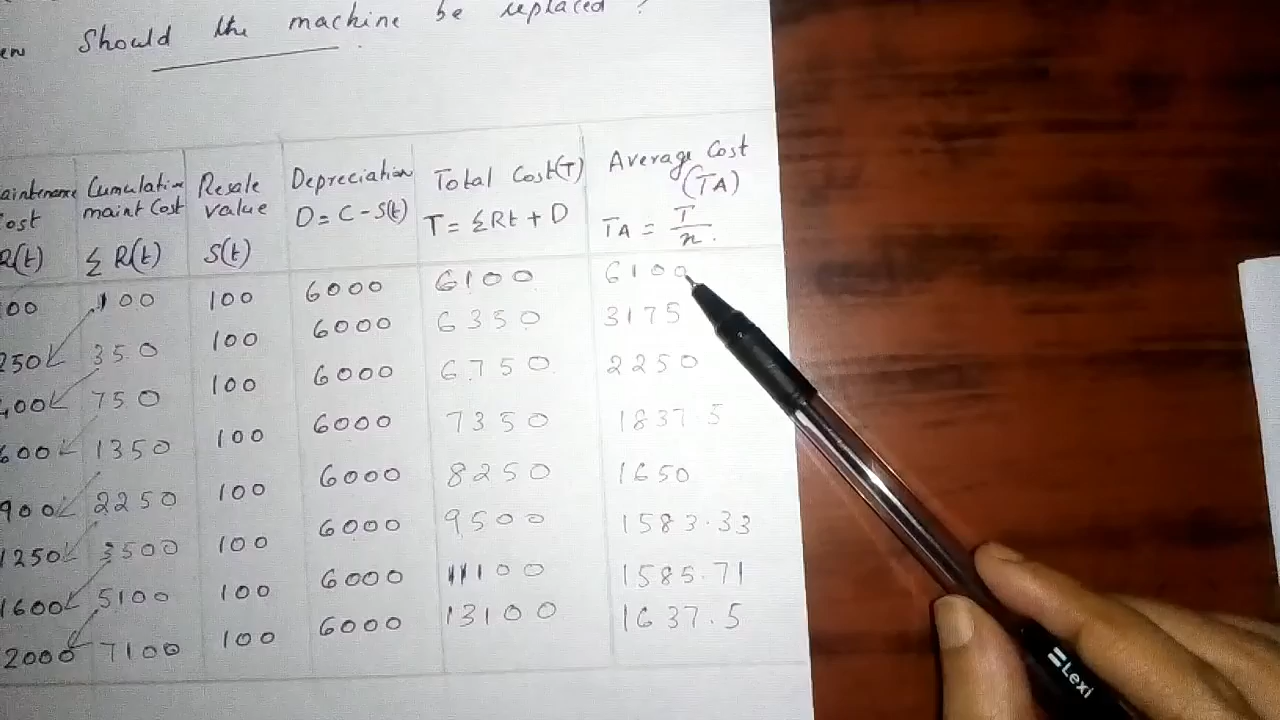 Should the machine be replaced ?
Cumulative Resale Depreciation Total Cost(T) Average Cost
cost maint Cost value D = C - S(t) T = ΣRt + D (TA)
R(t) Σ R(t) S(t) TA = T/n.
100 100 6000 6100 6100
250 350 100 6000 6350 3175
400 750 100 6000 6750 2250
600 1350 100 6000 7350 1837.5
900 2250 100 6000 8250 1650
1250 3500 100 6000 9500 1583.33
1600 5100 100 6000 11100 1585.71
2000 7100 100 6000 13100 1637.5
Lexi